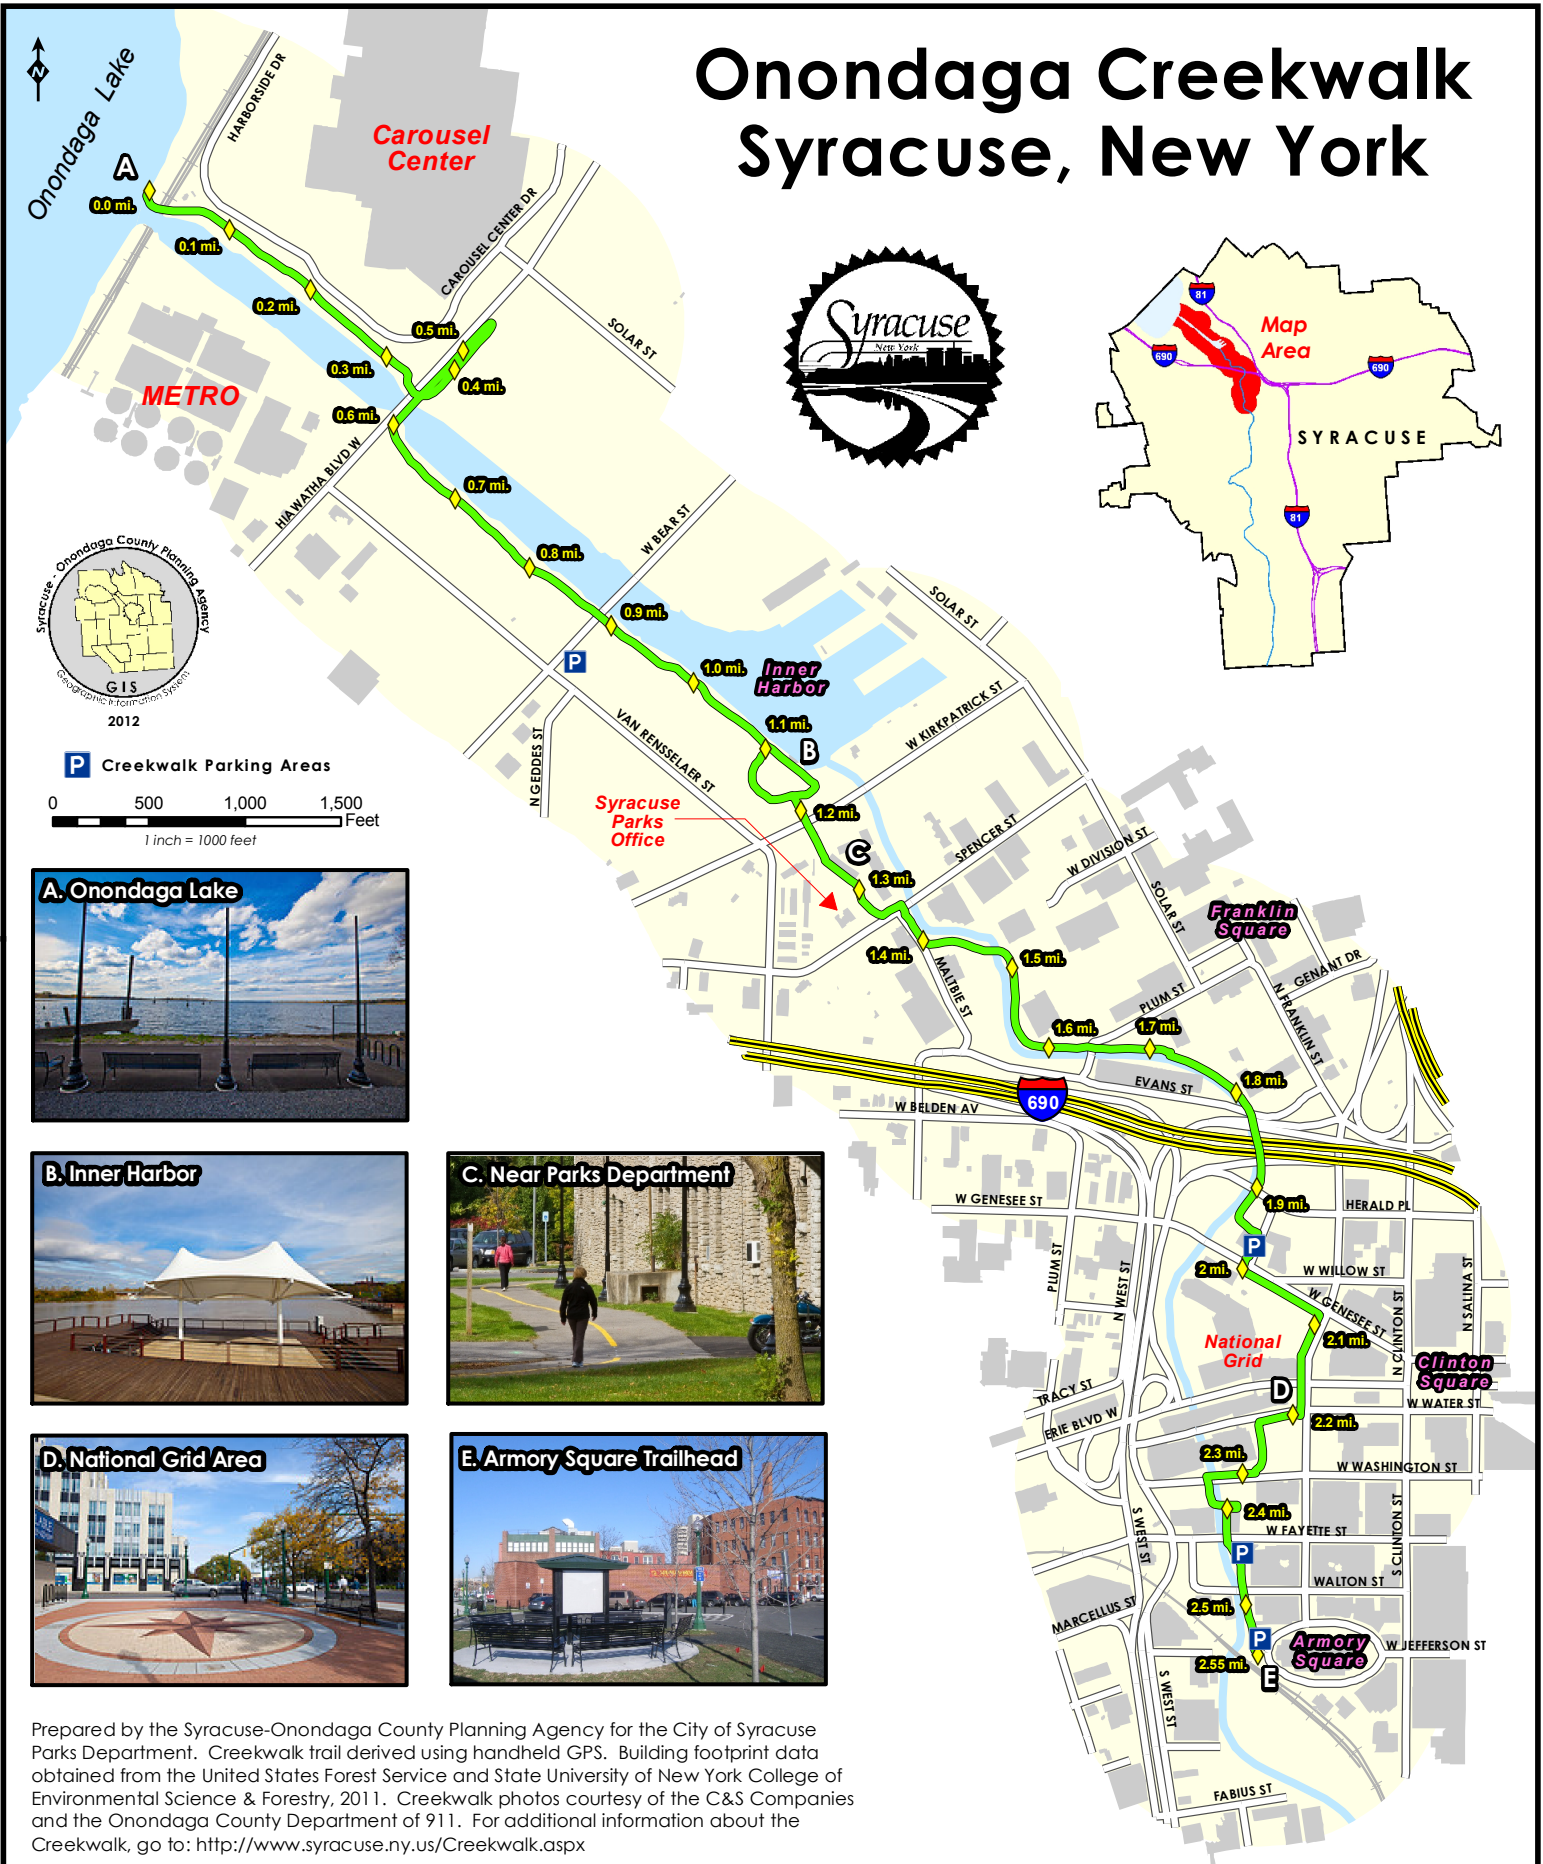 Onondaga Creekwalk
Syracuse, New York
N
Onondaga Lake
HARBORSIDE DR
Carousel
Center
A
0.0 mi.
0.1 mi.
CAROUSEL CENTER DR
0.2 mi.
0.5 mi.
SOLAR ST
0.3 mi.
0.4 mi.
METRO
0.6 mi.
HIAWATHA BLVD W
0.7 mi.
W BEAR ST
0.8 mi.
Syracuse
New York
81
Map
Area
690
690
SYRACUSE
81
Syracuse - Onondaga County Planning Agency
GIS
Geographic Information System
2012
0.9 mi.
SOLAR ST
P
1.0 mi.
Inner
Harbor
W KIRKPATRICK ST
VAN RENSSELAER ST
N GEDDES ST
1.1 mi.
B
P Creekwalk Parking Areas
0 500 1,000 1,500
Feet
1 inch = 1000 feet
Syracuse
Parks
Office
1.2 mi.
C
SPENCER ST
W DIVISION ST
1.3 mi.
SOLAR ST
Franklin
Square
1.4 mi.
MALTBIE ST
1.5 mi.
GENANT DR
PLUM ST
N FRANKLIN ST
1.6 mi.
1.7 mi.
EVANS ST
1.8 mi.
690
W BELDEN AV
W GENESEE ST
1.9 mi.
HERALD PL
P
PLUM ST
N WEST ST
2 mi.
W WILLOW ST
W GENESEE ST
N CLINTON ST
N SALINA ST
2.1 mi.
National
Grid
Clinton
Square
TRACY ST
D
W WATER ST
ERIE BLVD W
2.2 mi.
2.3 mi.
W WASHINGTON ST
2.4 mi.
S WEST ST
W FAYETTE ST
S CLINTON ST
P
WALTON ST
MARCELLUS ST
2.5 mi.
P
Armory
Square
W JEFFERSON ST
2.55 mi.
E
S WEST ST
FABIUS ST
A. Onondaga Lake
B. Inner Harbor
C. Near Parks Department
D. National Grid Area
E. Armory Square Trailhead
Prepared by the Syracuse-Onondaga County Planning Agency for the City of Syracuse
Parks Department. Creekwalk trail derived using handheld GPS. Building footprint data
obtained from the United States Forest Service and State University of New York College of
Environmental Science & Forestry, 2011. Creekwalk photos courtesy of the C&S Companies
and the Onondaga County Department of 911. For additional information about the
Creekwalk, go to: http://www.syracuse.ny.us/Creekwalk.aspx